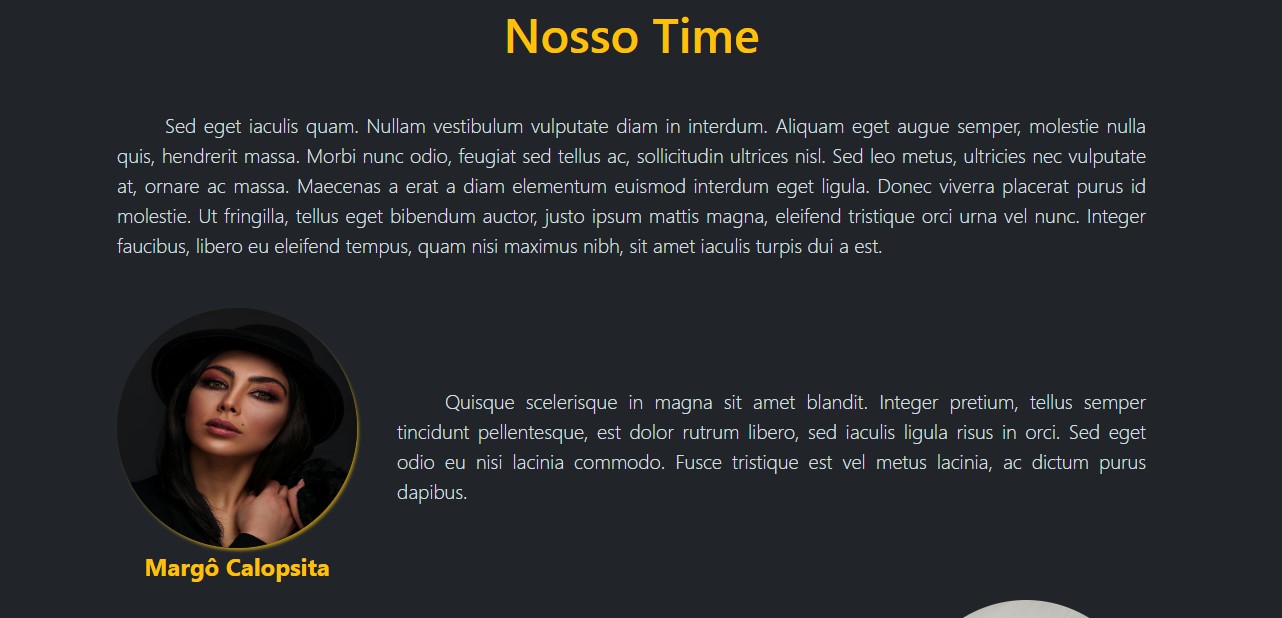 Nosso Time
Sed eget iaculis quam. Nullam vestibulum vulputate diam in interdum. Aliquam eget augue semper, molestie nulla
quis, hendrerit massa. Morbi nunc odio, feugiat sed tellus ac, sollicitudin ultrices nisl. Sed leo metus, ultricies nec vulputate
at, ornare ac massa. Maecenas a erat a diam elementum euismod interdum eget ligula. Donec viverra placerat purus id
molestie. Ut fringilla, tellus eget bibendum auctor, justo ipsum mattis magna, eleifend tristique orci urna vel nunc. Integer
faucibus, libero eu eleifend tempus, quam nisi maximus nibh, sit amet iaculis turpis dui a est.
Quisque scelerisque in magna sit amet blandit. Integer pretium, tellus semper
tincidunt pellentesque, est dolor rutrum libero, sed iaculis ligula risus in orci. Sed eget
odio eu nisi lacinia commodo. Fusce tristique est vel metus lacinia, ac dictum purus
dapibus.
Margô Calopsita